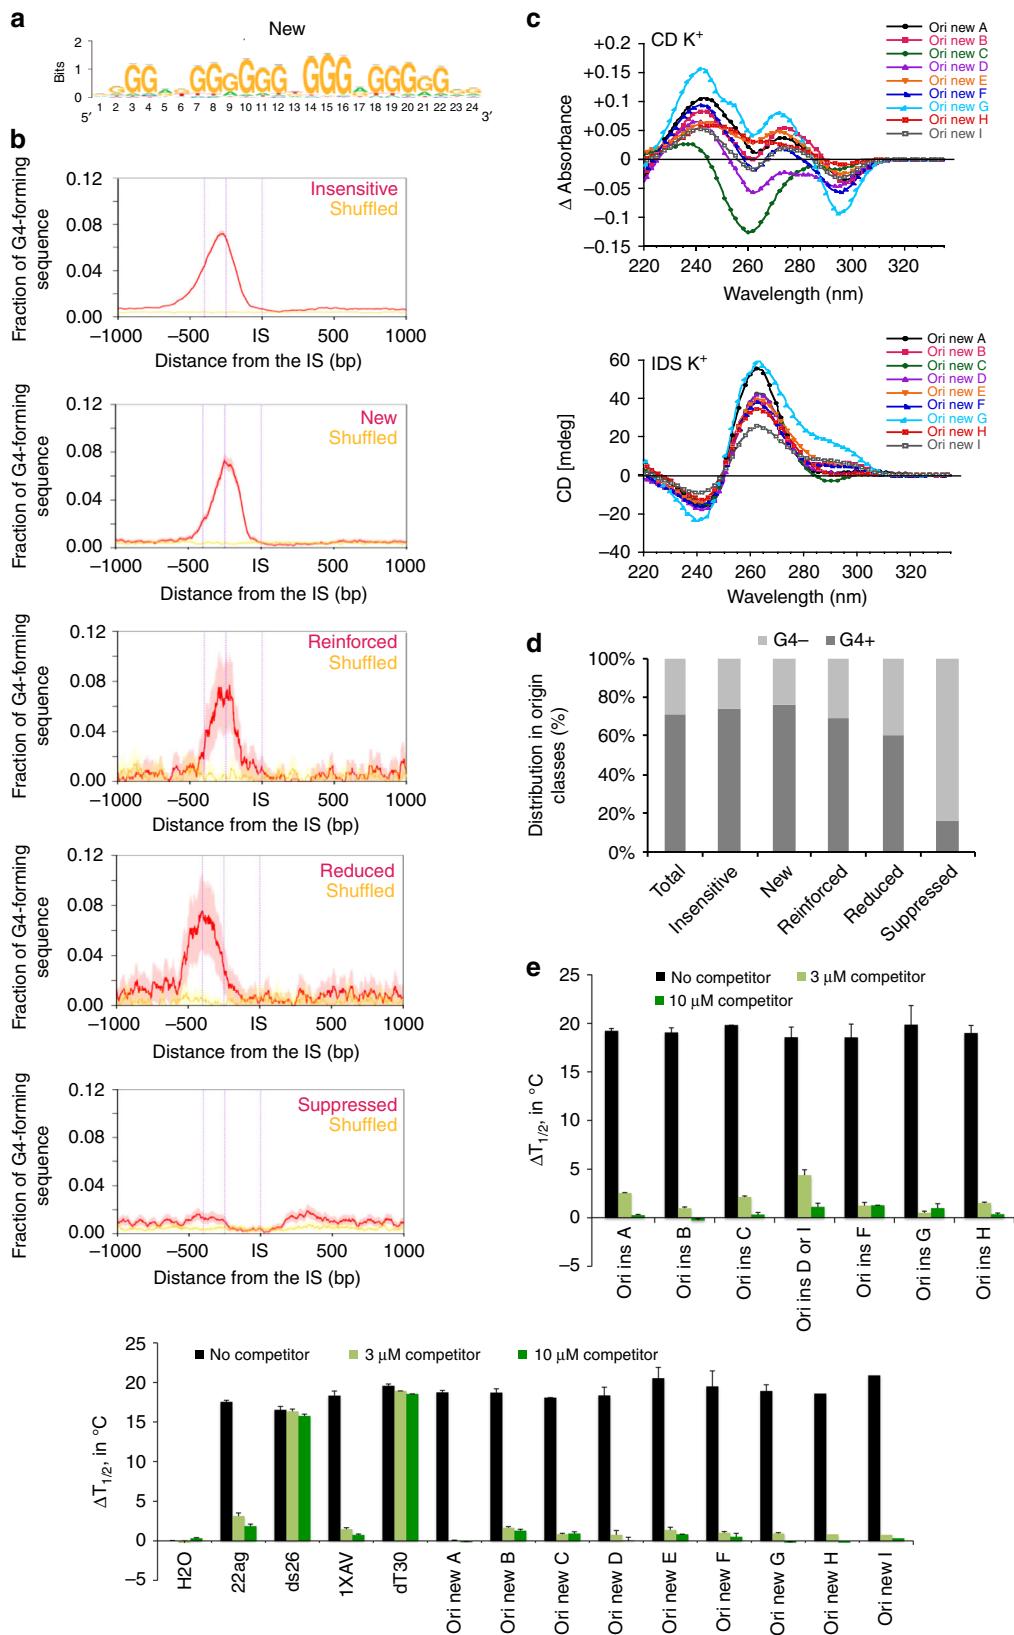 a
New
Bits
2
1
0
1 2 3 4 5 6 7 8 9 10 11 12 13 14 15 16 17 18 19 20 21 22 23 24
5′ 3′
GG GGGGGG GGG GGGGG
b
Fraction of G4-forming sequence
0.12
0.08
0.04
0.00
Insensitive
Shuffled
−1000 −500 IS 500 1000
Distance from the IS (bp)
Fraction of G4-forming sequence
0.12
0.08
0.04
0.00
New
Shuffled
−1000 −500 IS 500 1000
Distance from the IS (bp)
Fraction of G4-forming sequence
0.12
0.08
0.04
0.00
Reinforced
Shuffled
−1000 −500 IS 500 1000
Distance from the IS (bp)
Fraction of G4-forming sequence
0.12
0.08
0.04
0.00
Reduced
Shuffled
−1000 −500 IS 500 1000
Distance from the IS (bp)
Fraction of G4-forming sequence
0.12
0.08
0.04
0.00
Suppressed
Shuffled
−1000 −500 IS 500 1000
Distance from the IS (bp)
c
CD K⁺
Δ Absorbance
+0.2
+0.15
+0.1
+0.05
0
−0.05
−0.1
−0.15
220 240 260 280 300 320
Wavelength (nm)
Ori new A
Ori new B
Ori new C
Ori new D
Ori new E
Ori new F
Ori new G
Ori new H
Ori new I
IDS K⁺
CD [mdeg]
60
40
20
0
−20
−40
220 240 260 280 300 320
Wavelength (nm)
Ori new A
Ori new B
Ori new C
Ori new D
Ori new E
Ori new F
Ori new G
Ori new H
Ori new I
d
G4− G4+
Distribution in origin classes (%)
100%
80%
60%
40%
20%
0%
Total Insensitive New Reinforced Reduced Suppressed
e
No competitor 3 μM competitor
10 μM competitor
ΔT1/2, in °C
25
20
15
10
5
0
−5
Ori ins A Ori ins B Ori ins C Ori ins D or I Ori ins F Ori ins G Ori ins H
No competitor 3 μM competitor 10 μM competitor
ΔT1/2, in °C
25
20
15
10
5
0
−5
H2O 22ag ds26 1XAV dT30 Ori new A Ori new B Ori new C Ori new D Ori new E Ori new F Ori new G Ori new H Ori new I